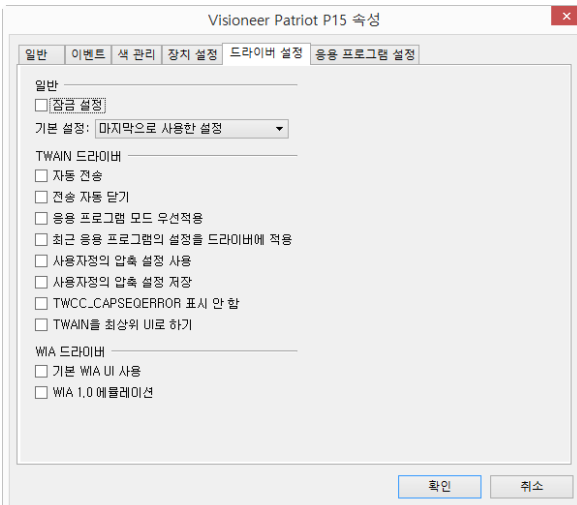 Visioneer Patriot P15 속성
일반 이벤트 색 관리 장치 설정 드라이버 설정 응용 프로그램 설정
일반
잠금 설정
기본 설정: 마지막으로 사용한 설정
TWAIN 드라이버
자동 전송
전송 자동 닫기
응용 프로그램 모드 우선적용
최근 응용 프로그램의 설정을 드라이버에 적용
사용자정의 압축 설정 사용
사용자정의 압축 설정 저장
TWCC_CAPSEQERROR 표시 안 함
TWAIN을 최상위 UI로 하기
WIA 드라이버
기본 WIA UI 사용
WIA 1.0 에뮬레이션
확인 취소